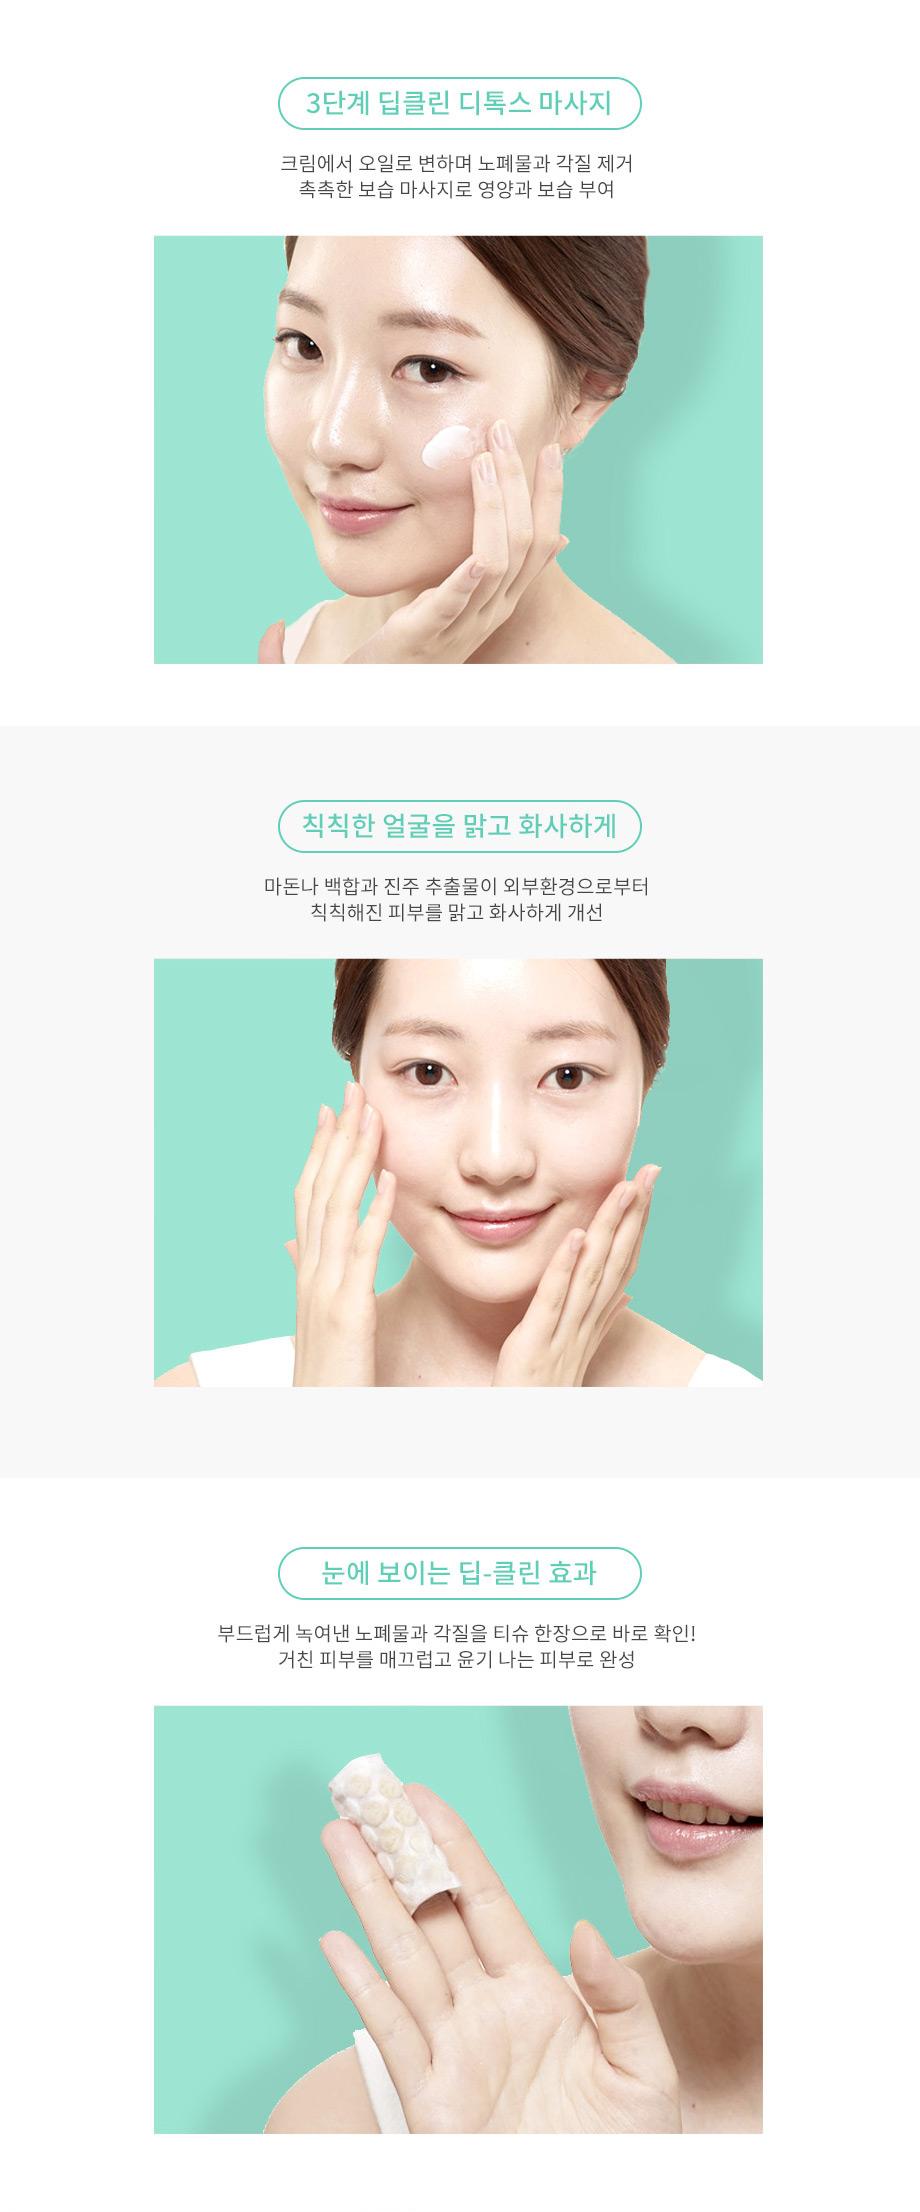 3단계 딥클린 디톡스 마사지
크림에서 오일로 변하며 노폐물과 각질 제거
촉촉한 보습 마사지로 영양과 보습 부여
칙칙한 얼굴을 맑고 화사하게
마돈나 백합과 진주 추출물이 외부환경으로부터
칙칙해진 피부를 맑고 화사하게 개선
눈에 보이는 딥-클린 효과
부드럽게 녹여낸 노폐물과 각질을 티슈 한장으로 바로 확인!
거친 피부를 매끄럽고 윤기 나는 피부로 완성